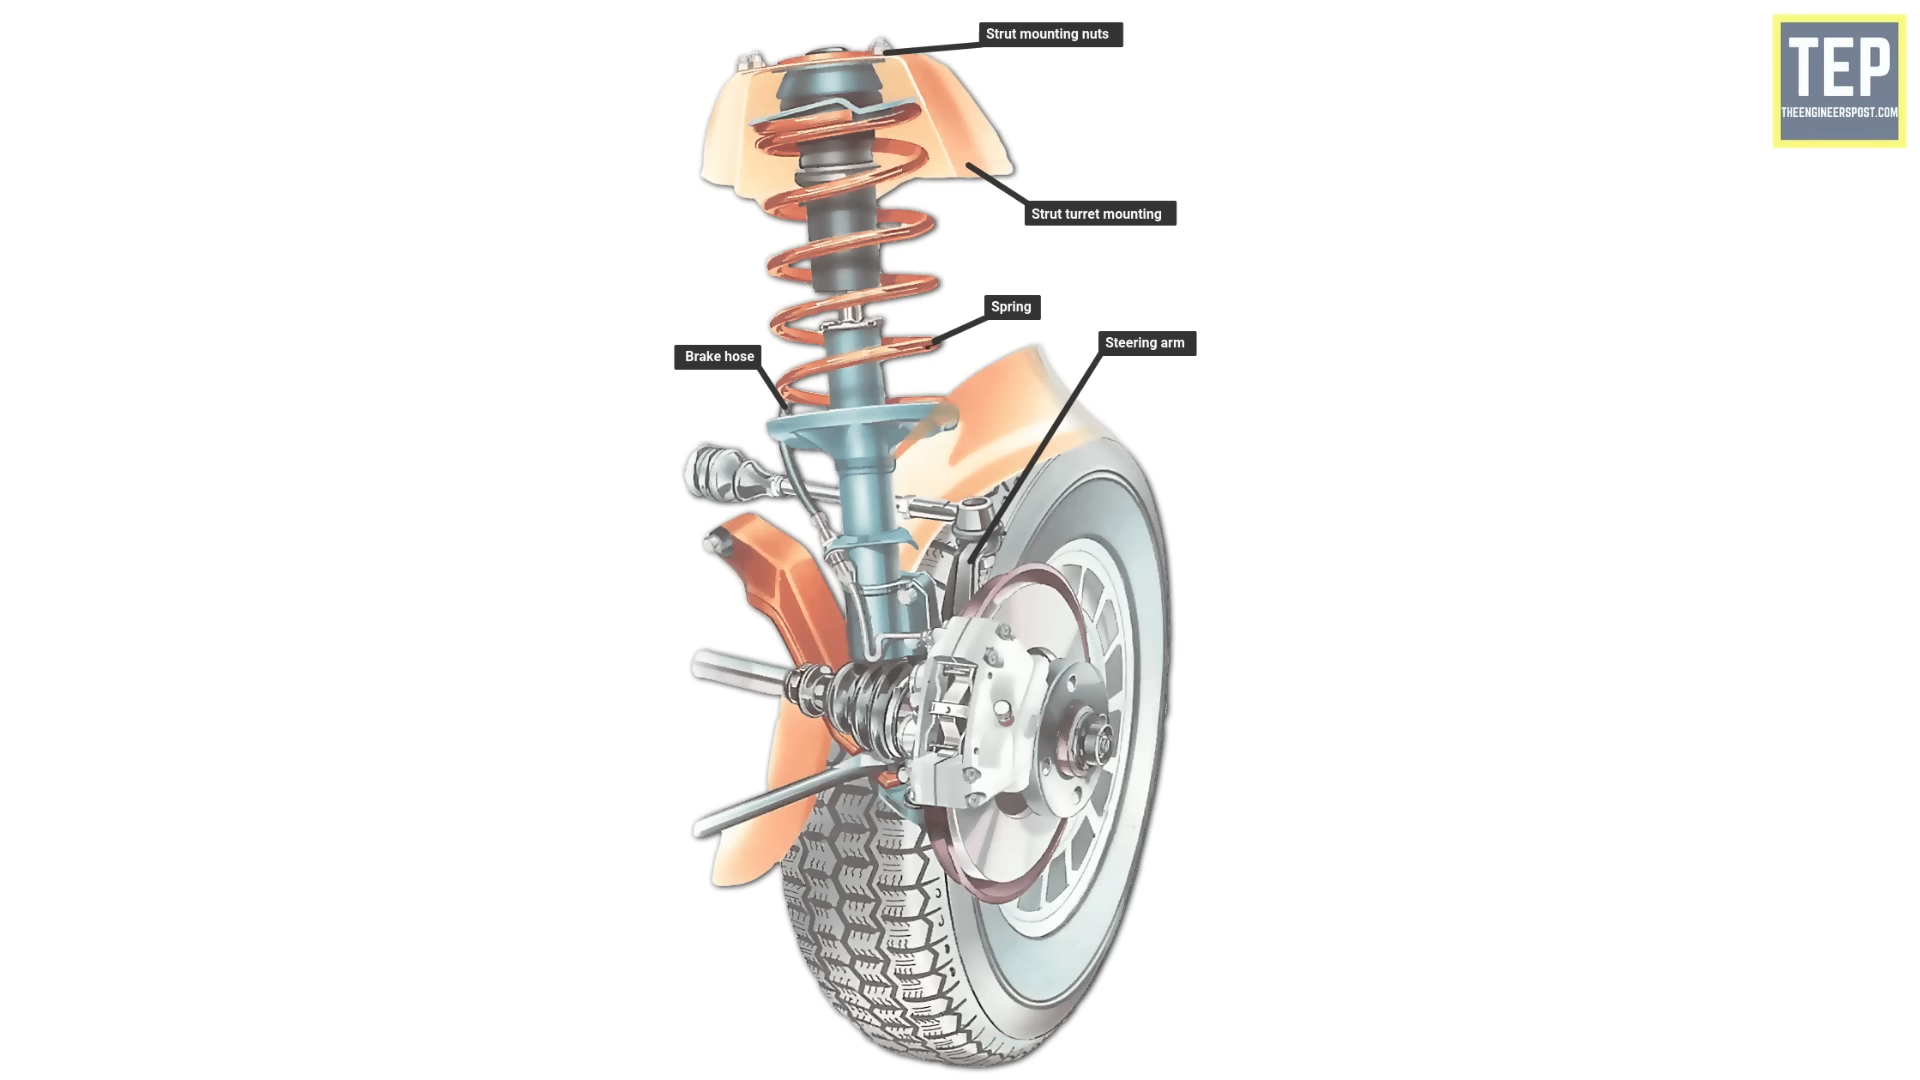 Strut mounting nuts
TEP
THEENGINEERSPOST.COM
Strut turret mounting
Spring
Steering arm
Brake hose